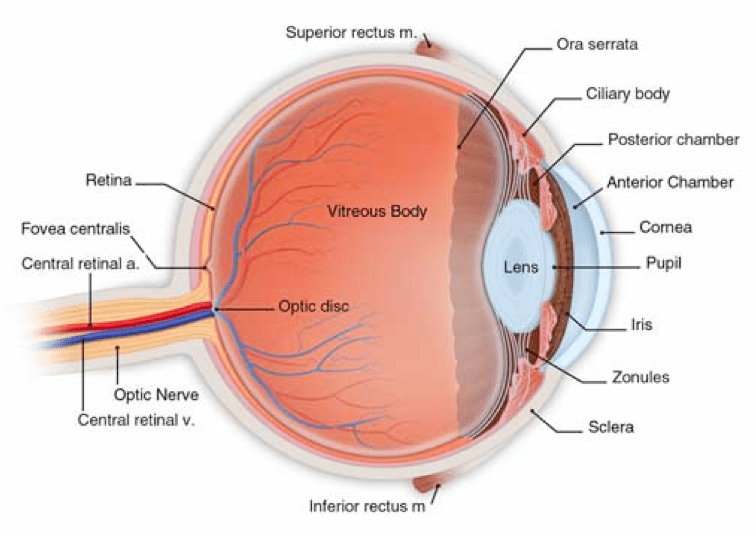 Superior rectus m.
Ora serrata
Ciliary body
Posterior chamber
Retina
Anterior Chamber
Vitreous Body
Fovea centralis
Cornea
Central retinal a.
Lens
Pupil
Optic disc
Iris
Zonules
Optic Nerve
Central retinal v.
Sclera
Inferior rectus m